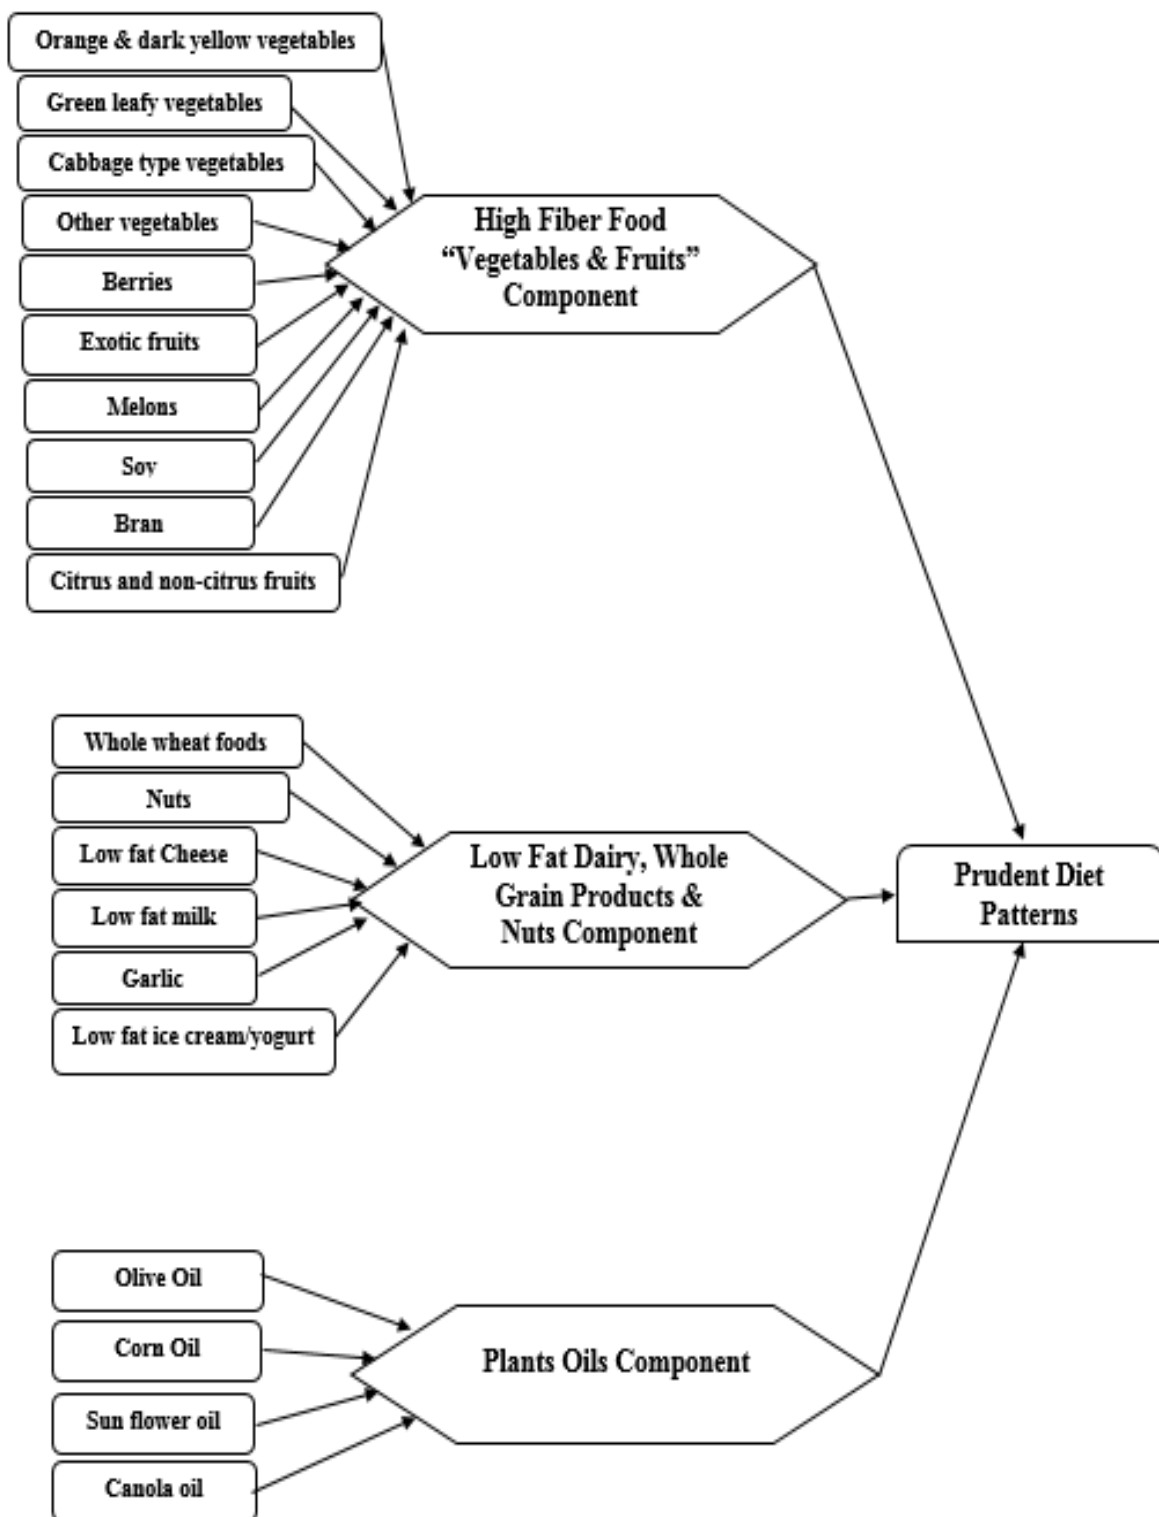 Orange & dark yellow vegetables
Green leafy vegetables
Cabbage type vegetables
Other vegetables
Berries
Exotic fruits
Melons
Soy
Bran
Citrus and non-citrus fruits
High Fiber Food
“Vegetables & Fruits”
Component
Whole wheat foods
Nuts
Low fat Cheese
Low fat milk
Garlic
Low fat ice cream/yogurt
Low Fat Dairy, Whole
Grain Products &
Nuts Component
Prudent Diet
Patterns
Olive Oil
Corn Oil
Sun flower oil
Canola oil
Plants Oils Component